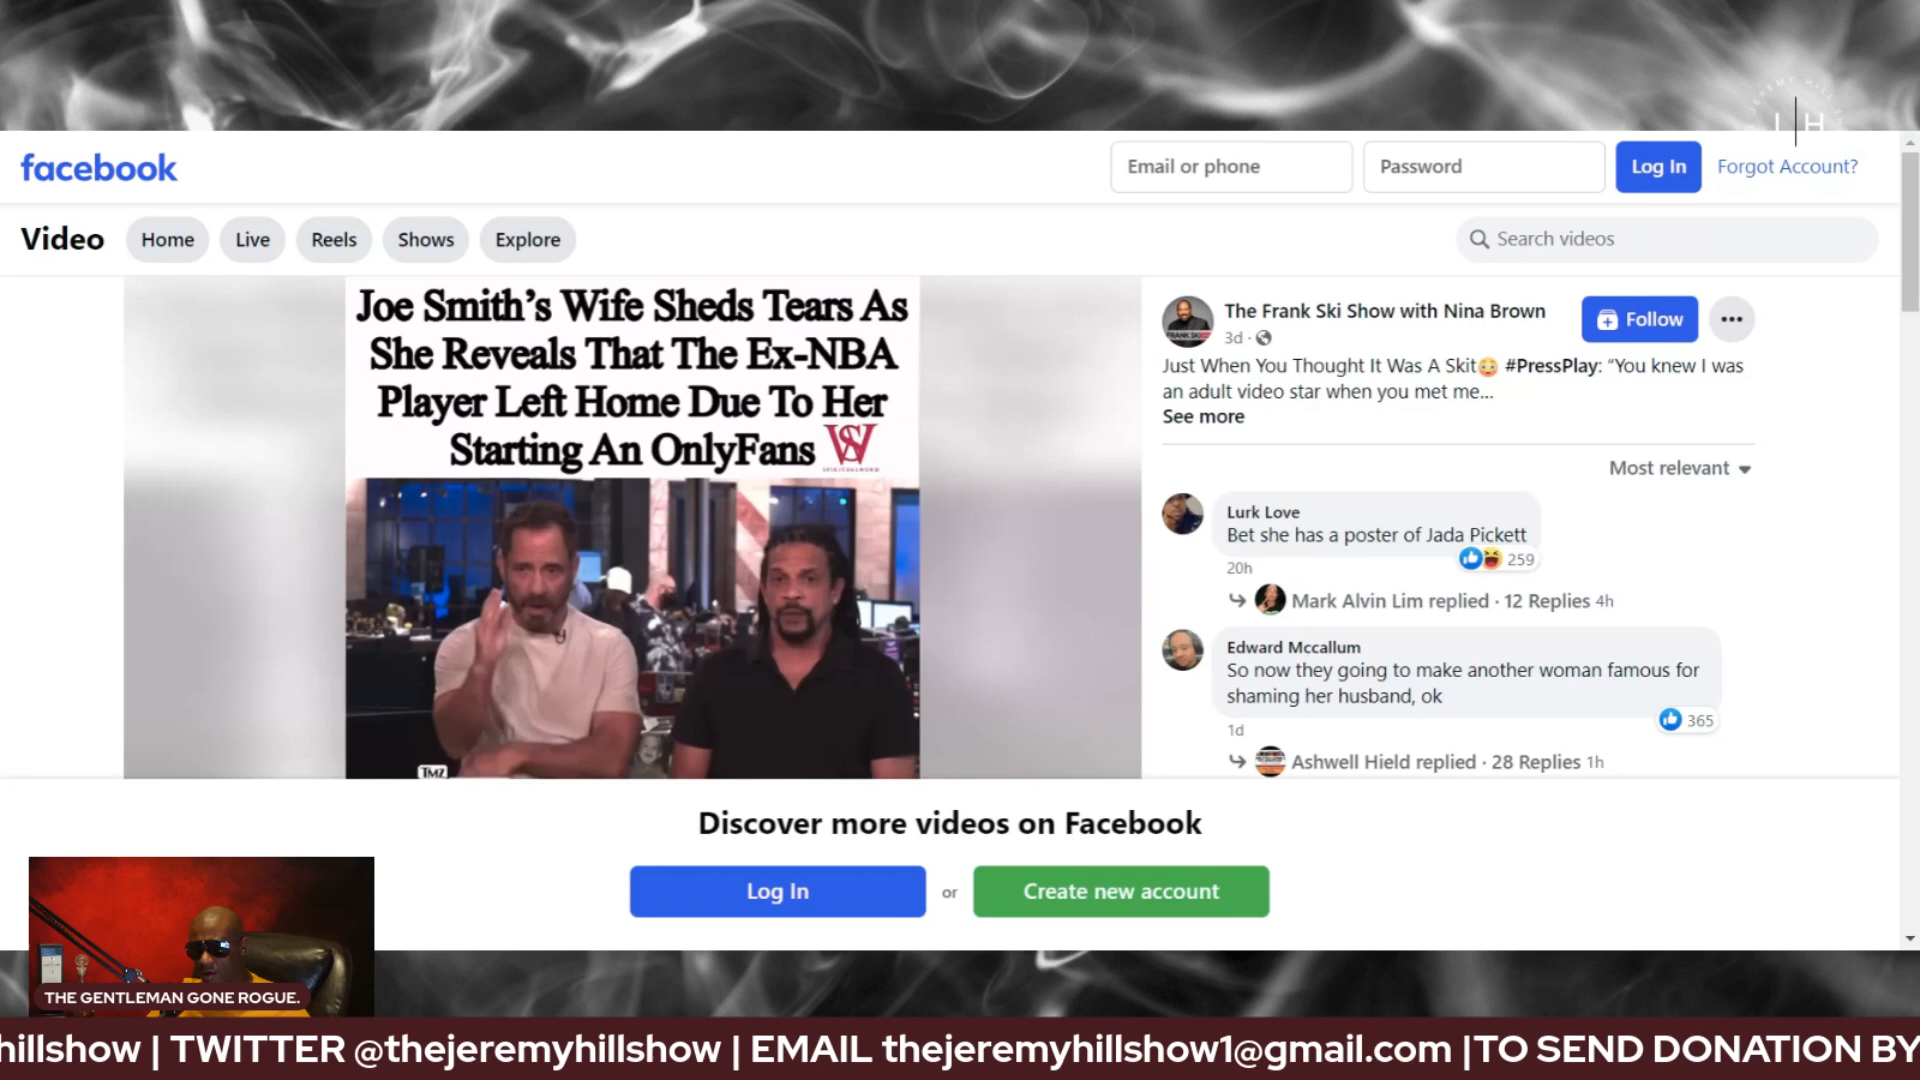 JEREMY HILL
J H
facebook
Email or phone
Password
Log In
Forgot Account?
Video
Home
Live
Reels
Shows
Explore
Search videos
Joe Smith's Wife Sheds Tears As
She Reveals That The Ex-NBA
Player Left Home Due To Her
Starting An OnlyFans
SW
SPIRITUALWORD
TMZ
The Frank Ski Show with Nina Brown
3d ·
Follow
Just When You Thought It Was A Skit😳 #PressPlay: “You knew I was
an adult video star when you met me...
See more
Most relevant
Lurk Love
Bet she has a poster of Jada Pickett
259
20h
Mark Alvin Lim replied · 12 Replies 4h
Edward Mccallum
So now they going to make another woman famous for
shaming her husband, ok
365
1d
Ashwell Hield replied · 28 Replies 1h
Discover more videos on Facebook
Log In
or
Create new account
THE GENTLEMAN GONE ROGUE.
hillshow | TWITTER @thejeremyhillshow | EMAIL thejeremyhillshow1@gmail.com |TO SEND DONATION BY